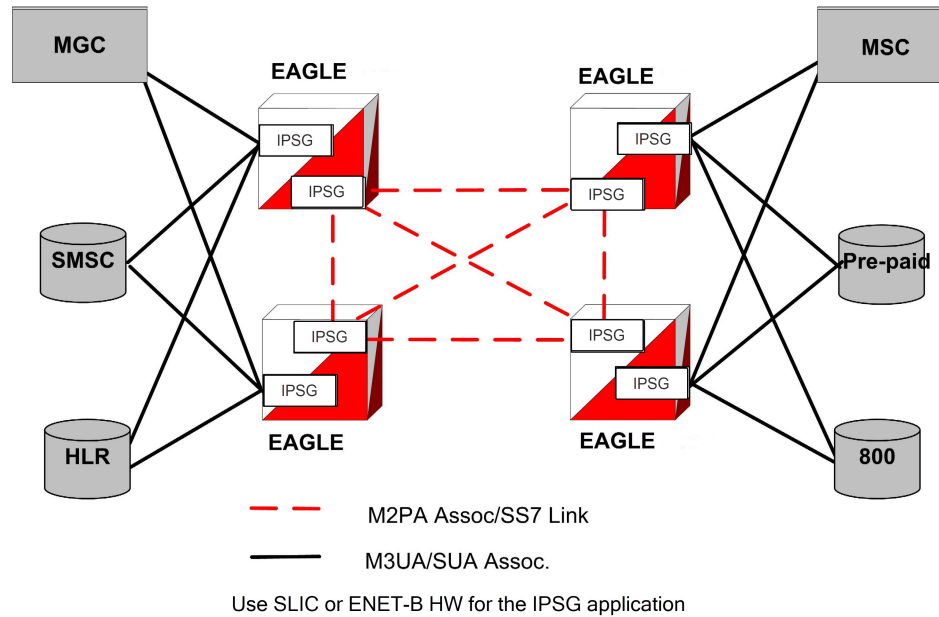 MGC
MSC
EAGLE
EAGLE
IPSG
IPSG
IPSG
IPSG
SMSC
.Pre-paid
IPSG
IPSG
IPSG
IPSG
EAGLE
EAGLE
HLR
800
M2PA Assoc/SS7 Link
M3UA/SUA Assoc.
Use SLIC or ENET-B HW for the IPSG application